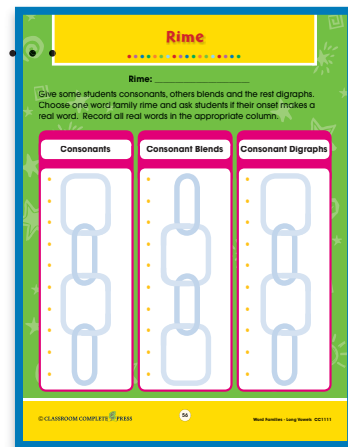 Rime
Rime: ____________________
Give some students consonants, others blends and the rest digraphs.
Choose one word family rime and ask students if their onset makes a
real word. Record all real words in the appropriate column.
Consonants Consonant Blends Consonant Digraphs
© CLASSROOM COMPLETE PRESS 56 Word Families - Long Vowels CC1111